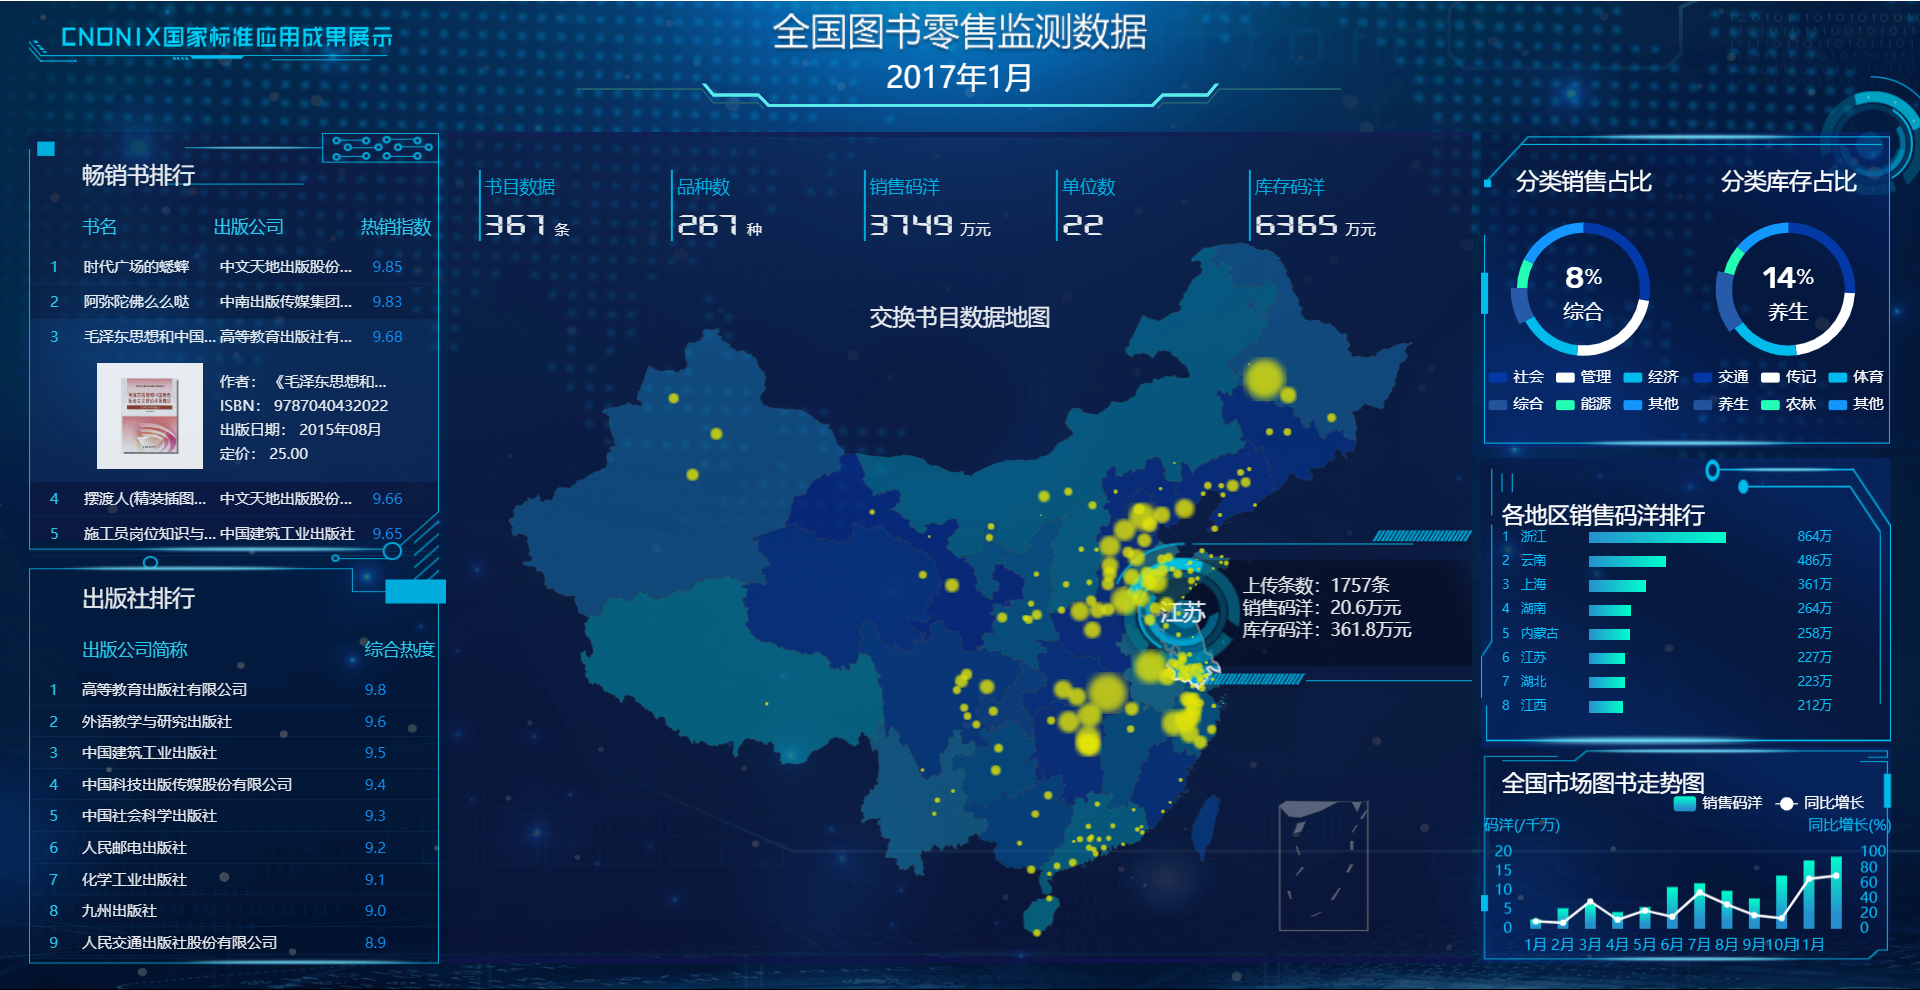 CNONIX国家标准应用成果展示
全国图书零售监测数据
2017年1月
畅销书排行
书名 出版公司 热销指数
1 时代广场的蟋蟀 中文天地出版股份... 9.85
2 阿弥陀佛么么哒 中南出版传媒集团... 9.83
3 毛泽东思想和中国... 高等教育出版社有... 9.68
作者： 《毛泽东思想和...
ISBN： 9787040432022
出版日期： 2015年08月
定价： 25.00
4 摆渡人(精装插图... 中文天地出版股份... 9.66
5 施工员岗位知识与... 中国建筑工业出版社 9.65
出版社排行
出版公司简称 综合热度
1 高等教育出版社有限公司 9.8
2 外语教学与研究出版社 9.6
3 中国建筑工业出版社 9.5
4 中国科技出版传媒股份有限公司 9.4
5 中国社会科学出版社 9.3
6 人民邮电出版社 9.2
7 化学工业出版社 9.1
8 九州出版社 9.0
9 人民交通出版社股份有限公司 8.9
书目数据 品种数 销售码洋 单位数 库存码洋
367 条 267 种 3749 万元 22 6365 万元
交换书目数据地图
江苏
上传条数：1757条
销售码洋：20.6万元
库存码洋：361.8万元
分类销售占比 分类库存占比
8% 14%
综合 养生
社会 管理 经济 交通 传记 体育
综合 能源 其他 养生 农林 其他
各地区销售码洋排行
1 浙江 864万
2 云南 486万
3 上海 361万
4 湖南 264万
5 内蒙古 258万
6 江苏 227万
7 湖北 223万
8 江西 212万
全国市场图书走势图
销售码洋 同比增长
码洋(/千万) 同比增长(%)
20 100
15 80
10 60
5 40
0 20
0
1月 2月 3月 4月 5月 6月 7月 8月 9月 10月 11月